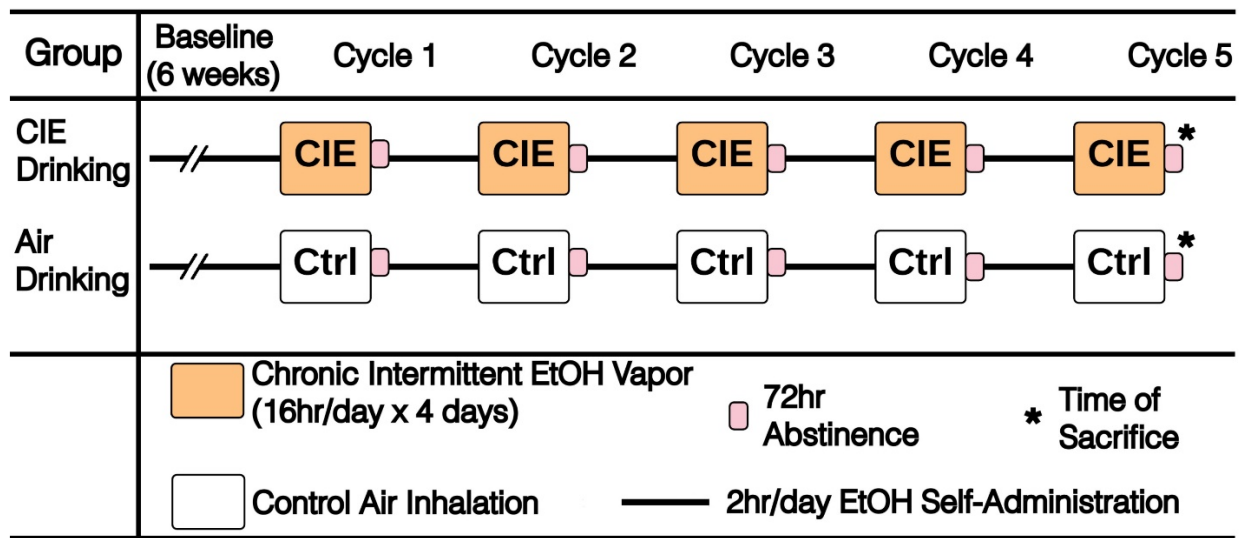 Group
Baseline
(6 weeks)
Cycle 1
Cycle 2
Cycle 3
Cycle 4
Cycle 5
CIE
Drinking
CIE
CIE
CIE
CIE
CIE
*
Air
Drinking
Ctrl
Ctrl
Ctrl
Ctrl
Ctrl
*
Chronic Intermittent EtOH Vapor
(16hr/day x 4 days)
72hr
Abstinence
* Time of
Sacrifice
Control Air Inhalation
2hr/day EtOH Self-Administration